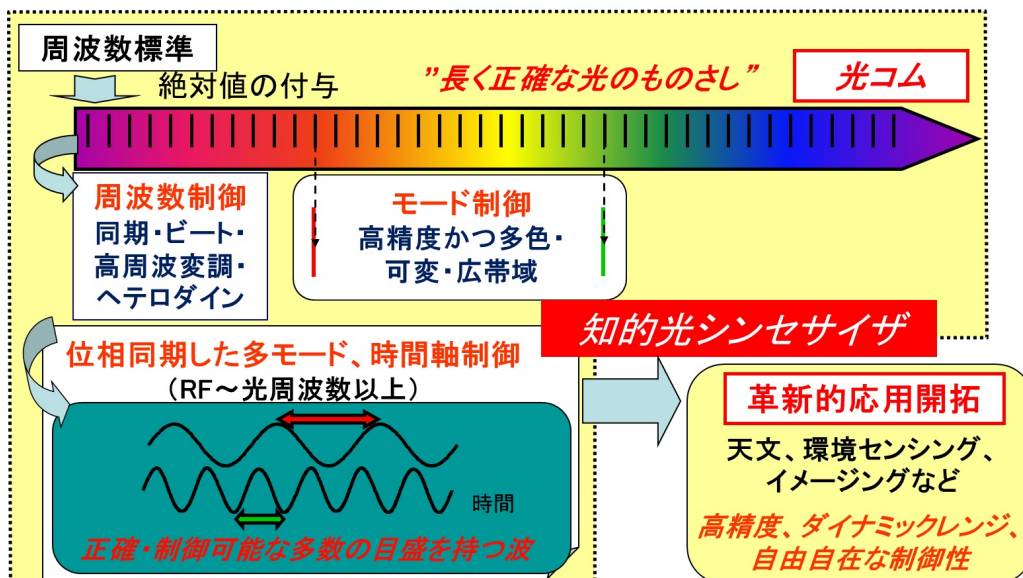 周波数標準
絶対値の付与
”長く正確な光のものさし”
光コム
周波数制御
同期・ビート・
高周波変調・
ヘテロダイン
モード制御
高精度かつ多色・
可変・広帯域
知的光シンセサイザ
位相同期した多モード、時間軸制御
(RF～光周波数以上)
時間
正確・制御可能な多数の目盛を持つ波
革新的応用開拓
天文、環境センシング、
イメージングなど
高精度、ダイナミックレンジ、
自由自在な制御性